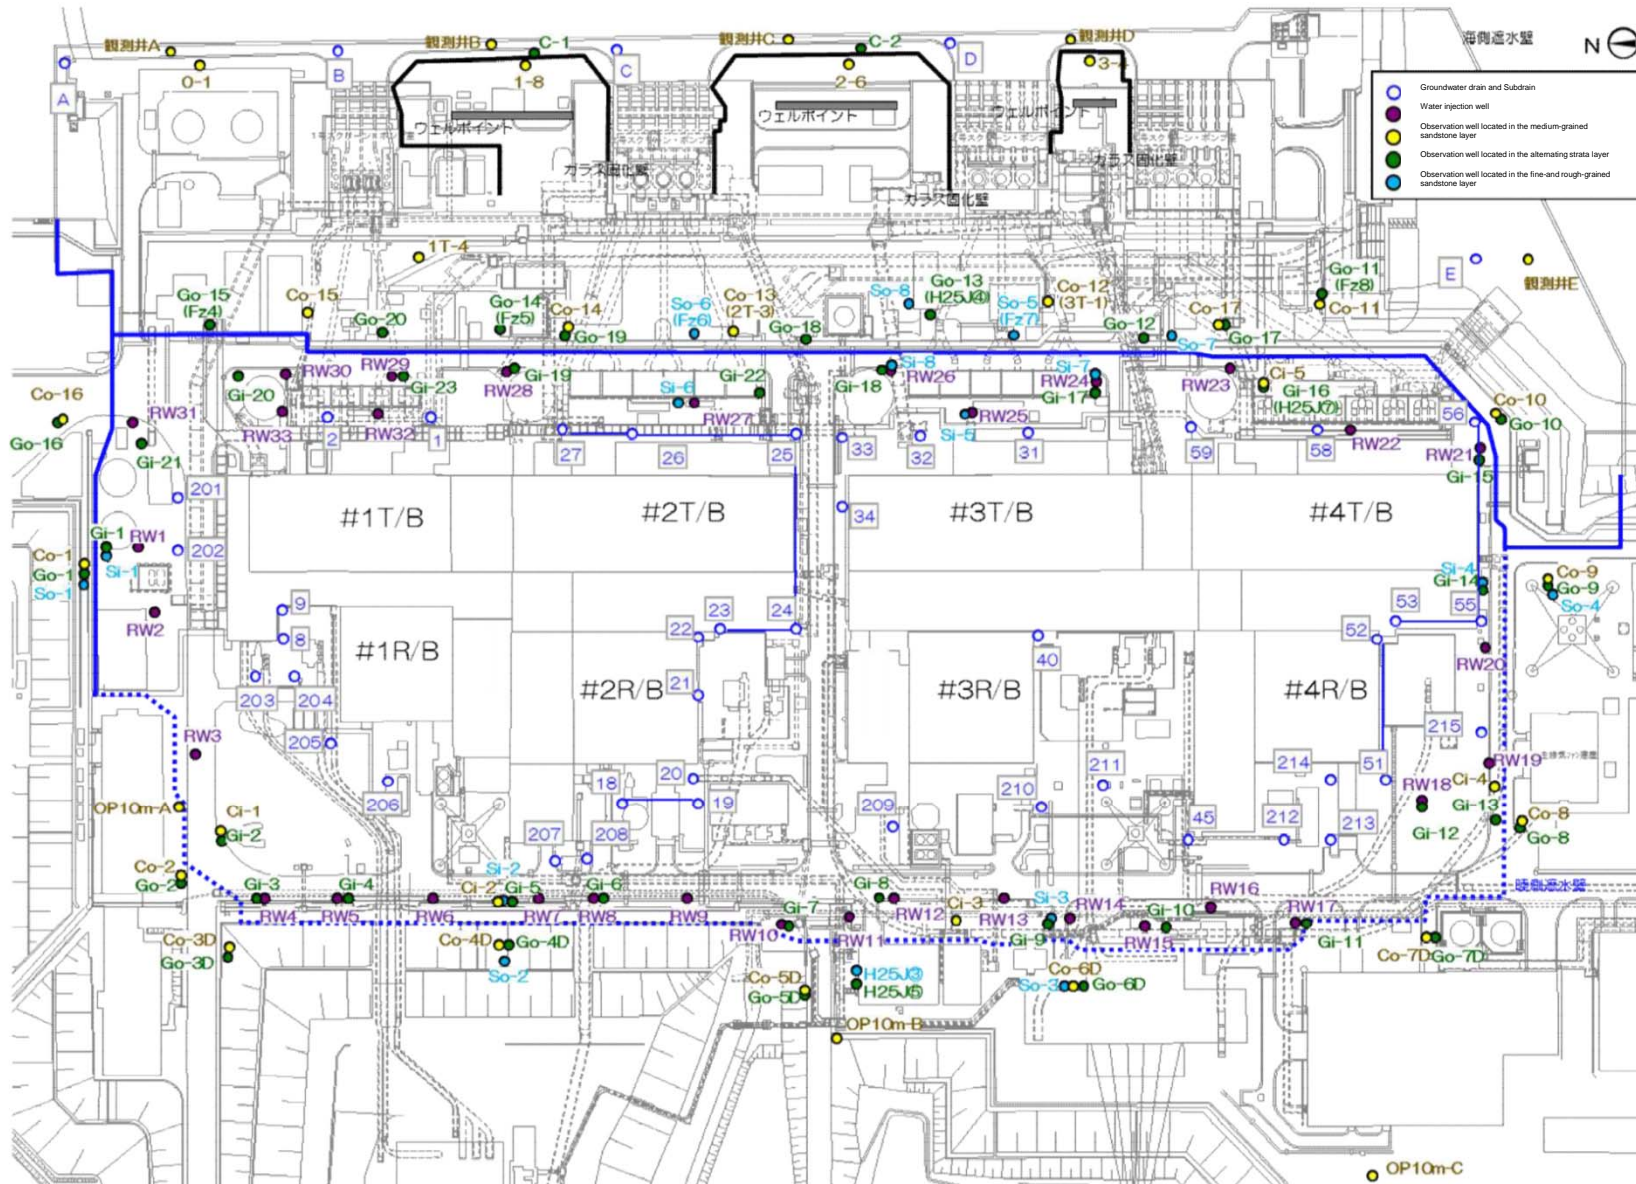 観測井A
観測井B
C-1
観測井C
C-2
観測井D
海側遮水壁
N
A
0-1
B
1-8
C
2-6
D
3-4
Groundwater drain and Subdrain
Water injection well
Observation well located in the medium-grained
sandstone layer
Observation well located in the alternating strata layer
Observation well located in the fine-and rough-grained
sandstone layer
ウェルポイント
ウェルポイント
ウェルポイント
ガラス固化壁
ガラス固化壁
ガラス固化壁
1T-4
E
観測井E
Go-15
(Fz4)
Co-15
Go-20
Go-14
(Fz5)
Co-14
Go-19
So-6
(Fz6)
Co-13
(2T-3)
Go-18
So-8
Go-13
(H25J④)
So-5
(Fz7)
Co-12
(3T-1)
Go-12
So-7
Co-17
Go-17
Go-11
(Fz8)
Co-11
Co-16
Go-16
RW31
Gi-21
Gi-20
RW30
RW33
RW29
Gi-23
RW32
2
1
RW28
Gi-19
Si-6
RW27
Gi-22
Gi-18
Si-8
RW26
Si-5
RW25
Si-7
RW24
Gi-17
RW23
Ci-5
Gi-16
(H25J⑦)
RW22
56
Co-10
Go-10
27
26
25
33
32
31
59
58
RW21
Gi-15
201
202
#1T/B
#2T/B
34
#3T/B
#4T/B
Co-1
Go-1
So-1
Gi-1
Si-1
RW1
RW2
Si-4
Gi-14
Co-9
Go-9
So-4
9
8
203
204
205
206
#1R/B
#2R/B
22
23
24
21
40
#3R/B
#4R/B
52
53
55
RW20
215
RW3
OP10m-A
Ci-1
Gi-2
Co-2
Go-2
18
20
19
207
208
209
210
211
214
51
45
212
213
RW18
RW19
Ci-4
Gi-13
Gi-12
Co-8
Go-8
Gi-3
RW4
Gi-4
RW5
RW6
Ci-2
Si-2
Gi-5
RW7
Gi-6
RW8
RW9
Gi-7
RW10
RW11
Gi-8
RW12
Ci-3
RW13
Si-3
Gi-9
RW14
Gi-10
RW15
RW16
RW17
Gi-11
陸側遮水壁
Co-3D
Go-3D
Co-4D
Go-4D
So-2
Co-5D
Go-5D
H25J③
H25J⑤
Co-6D
So-3
Go-6D
Co-7D
Go-7D
OP10m-B
OP10m-C